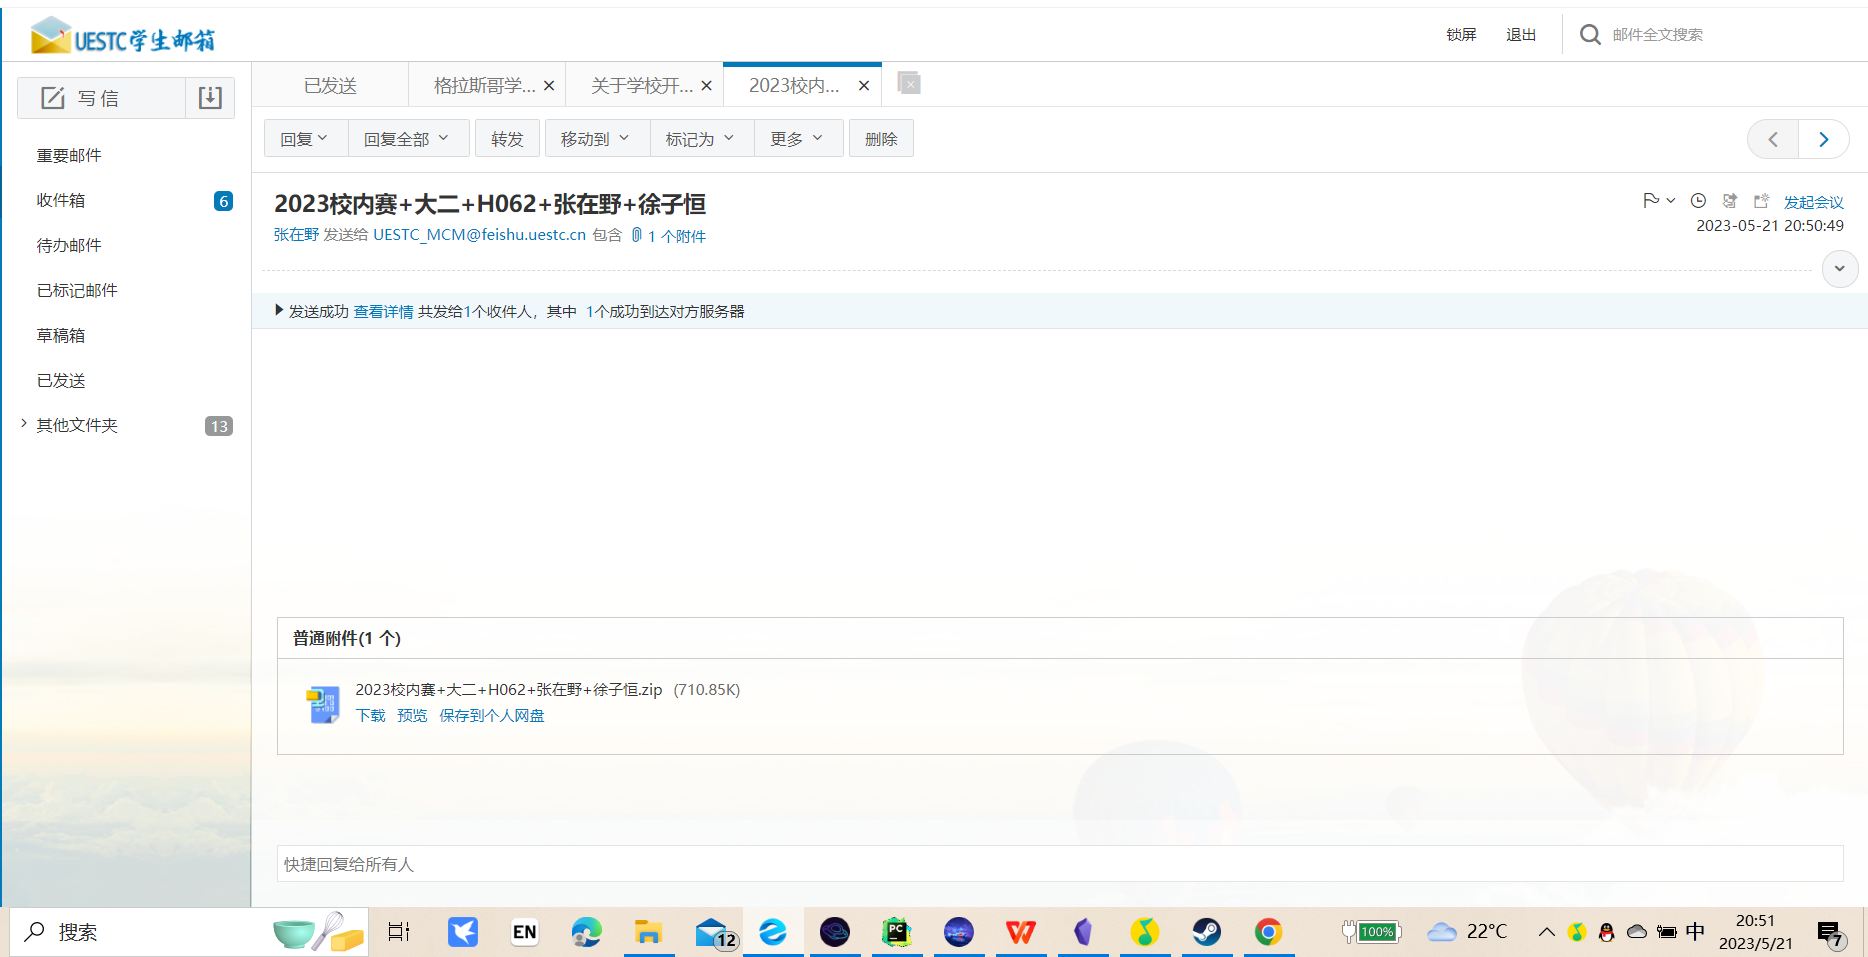 UESTC学生邮箱
锁屏 退出 邮件全文搜索
写 信
已发送 格拉斯哥学... 关于学校开... 2023校内...
回复 回复全部 转发 移动到 标记为 更多 删除
重要邮件
收件箱 6
待办邮件
已标记邮件
草稿箱
已发送
其他文件夹 13
2023校内赛+大二+H062+张在野+徐子恒
发起会议
张在野 发送给 UESTC_MCM@feishu.uestc.cn 包含 1 个附件
2023-05-21 20:50:49
发送成功 查看详情 共发给1个收件人，其中 1个成功到达对方服务器
普通附件(1 个)
2023校内赛+大二+H062+张在野+徐子恒.zip (710.85K)
下载 预览 保存到个人网盘
快捷回复给所有人
搜索
EN
12
PC
100%
22°C
中
20:51
2023/5/21
7